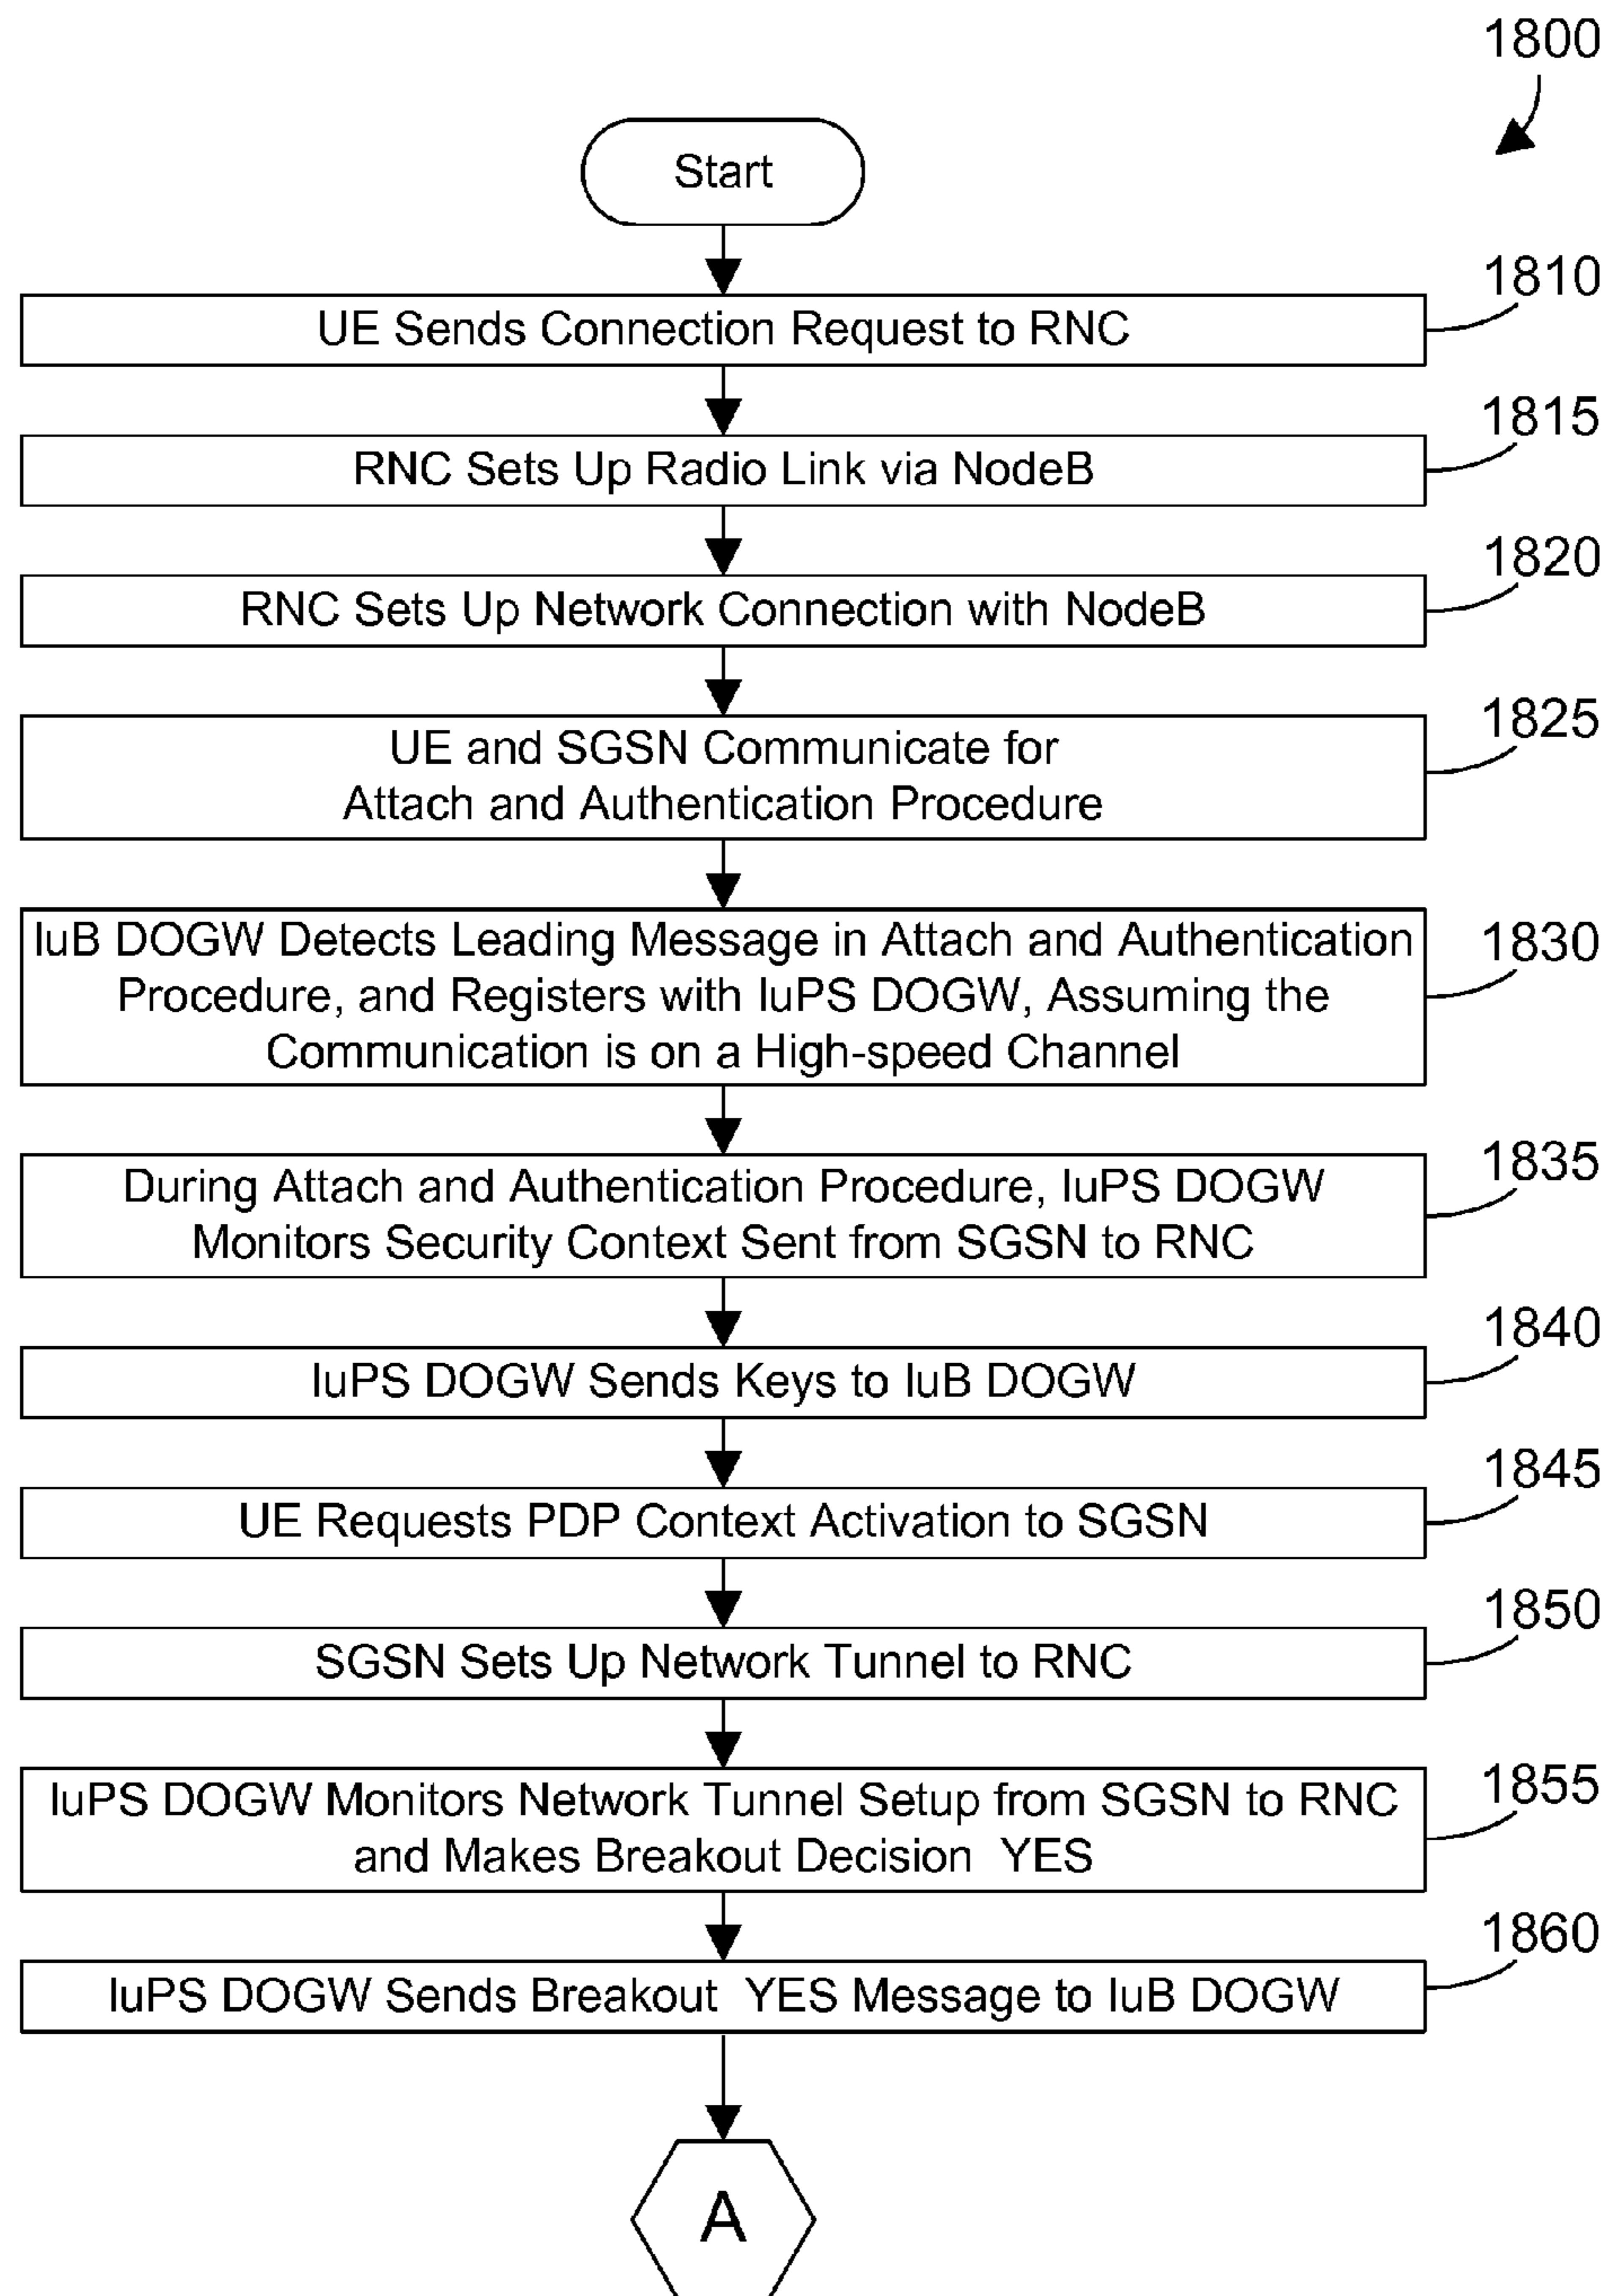 1800
Start
1810
UE Sends Connection Request to RNC
1815
RNC Sets Up Radio Link via NodeB
1820
RNC Sets Up Network Connection with NodeB
1825
UE and SGSN Communicate for
Attach and Authentication Procedure
1830
IuB DOGW Detects Leading Message in Attach and Authentication
Procedure, and Registers with IuPS DOGW, Assuming the
Communication is on a High-speed Channel
1835
During Attach and Authentication Procedure, IuPS DOGW
Monitors Security Context Sent from SGSN to RNC
1840
IuPS DOGW Sends Keys to IuB DOGW
1845
UE Requests PDP Context Activation to SGSN
1850
SGSN Sets Up Network Tunnel to RNC
1855
IuPS DOGW Monitors Network Tunnel Setup from SGSN to RNC
and Makes Breakout Decision YES
1860
IuPS DOGW Sends Breakout YES Message to IuB DOGW
A